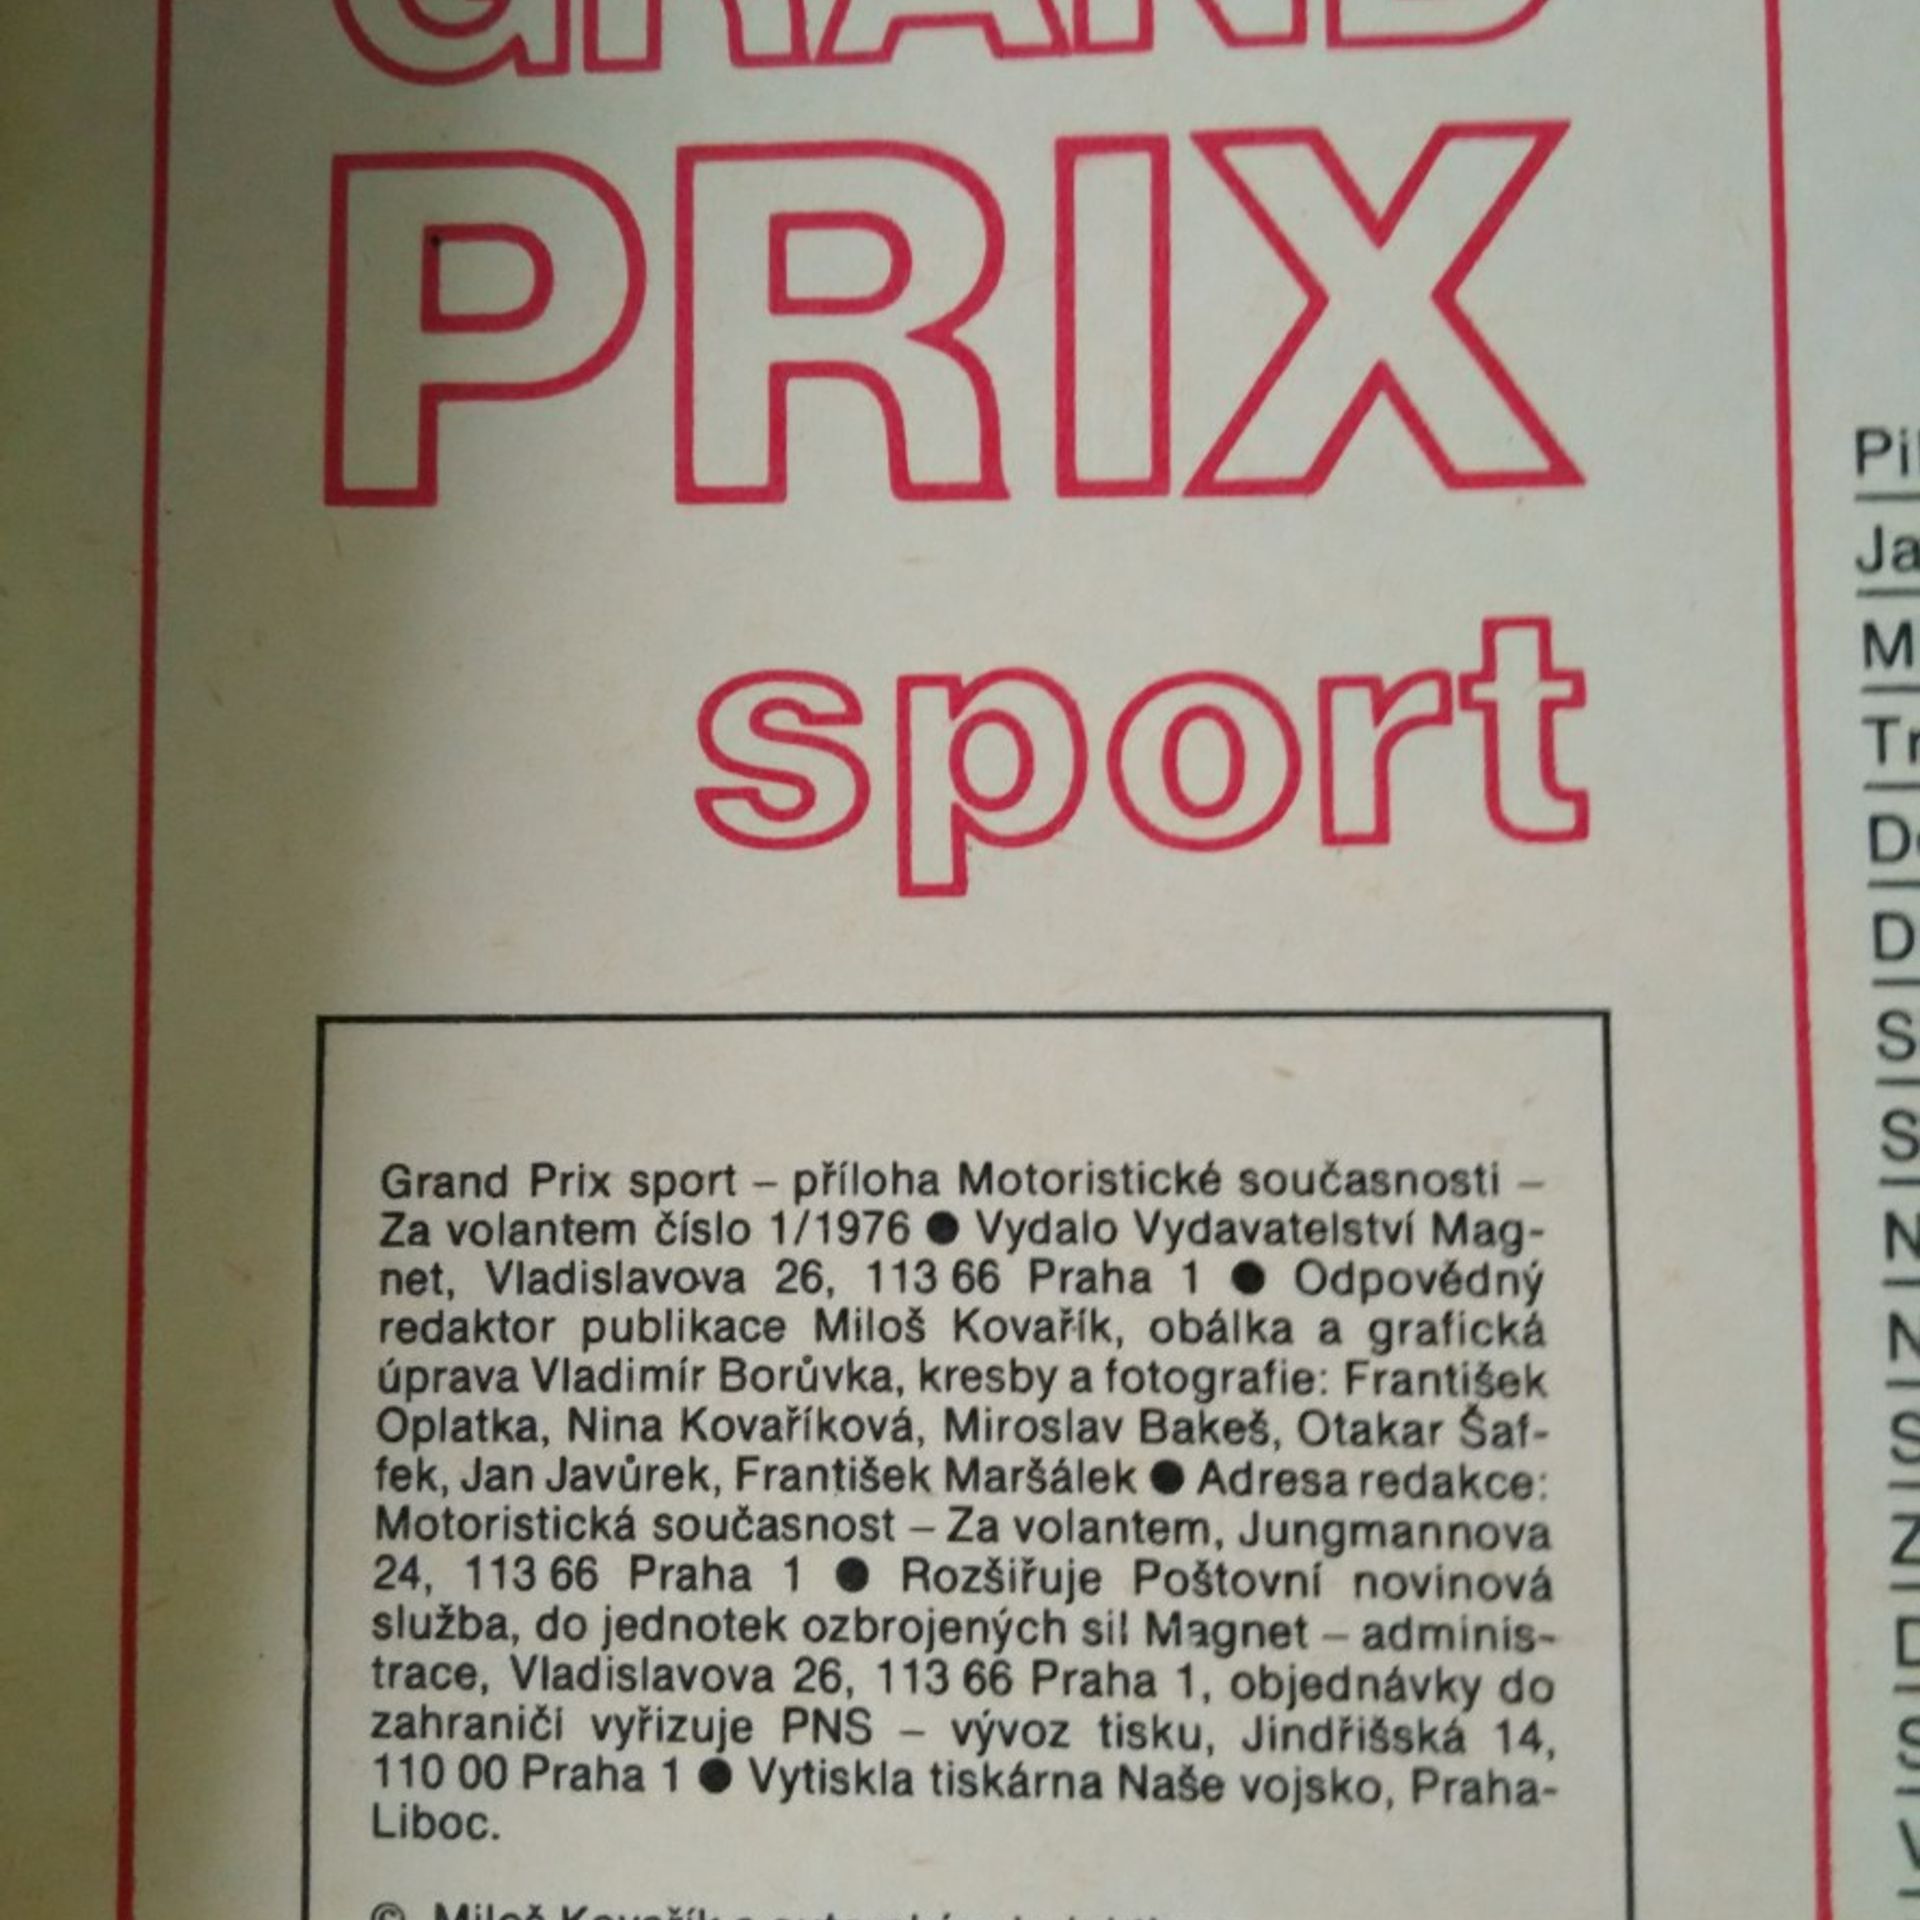 GRAND
PRIX
sport
Grand Prix sport – příloha Motoristické současnosti –
Za volantem číslo 1/1976 ● Vydalo Vydavatelství Mag-
net, Vladislavova 26, 113 66 Praha 1 ● Odpovědný
redaktor publikace Miloš Kovařík, obálka a grafická
úprava Vladimír Borůvka, kresby a fotografie: František
Oplatka, Nina Kovaříková, Miroslav Bakeš, Otakar Šaf-
fek, Jan Javůrek, František Maršálek ● Adresa redakce:
Motoristická současnost – Za volantem, Jungmannova
24, 113 66 Praha 1 ● Rozšiřuje Poštovní novinová
služba, do jednotek ozbrojených sil Magnet – adminis-
trace, Vladislavova 26, 113 66 Praha 1, objednávky do
zahraničí vyřizuje PNS – vývoz tisku, Jindřišská 14,
110 00 Praha 1 ● Vytiskla tiskárna Naše vojsko, Praha-
Liboc.
© Miloš Kovařík